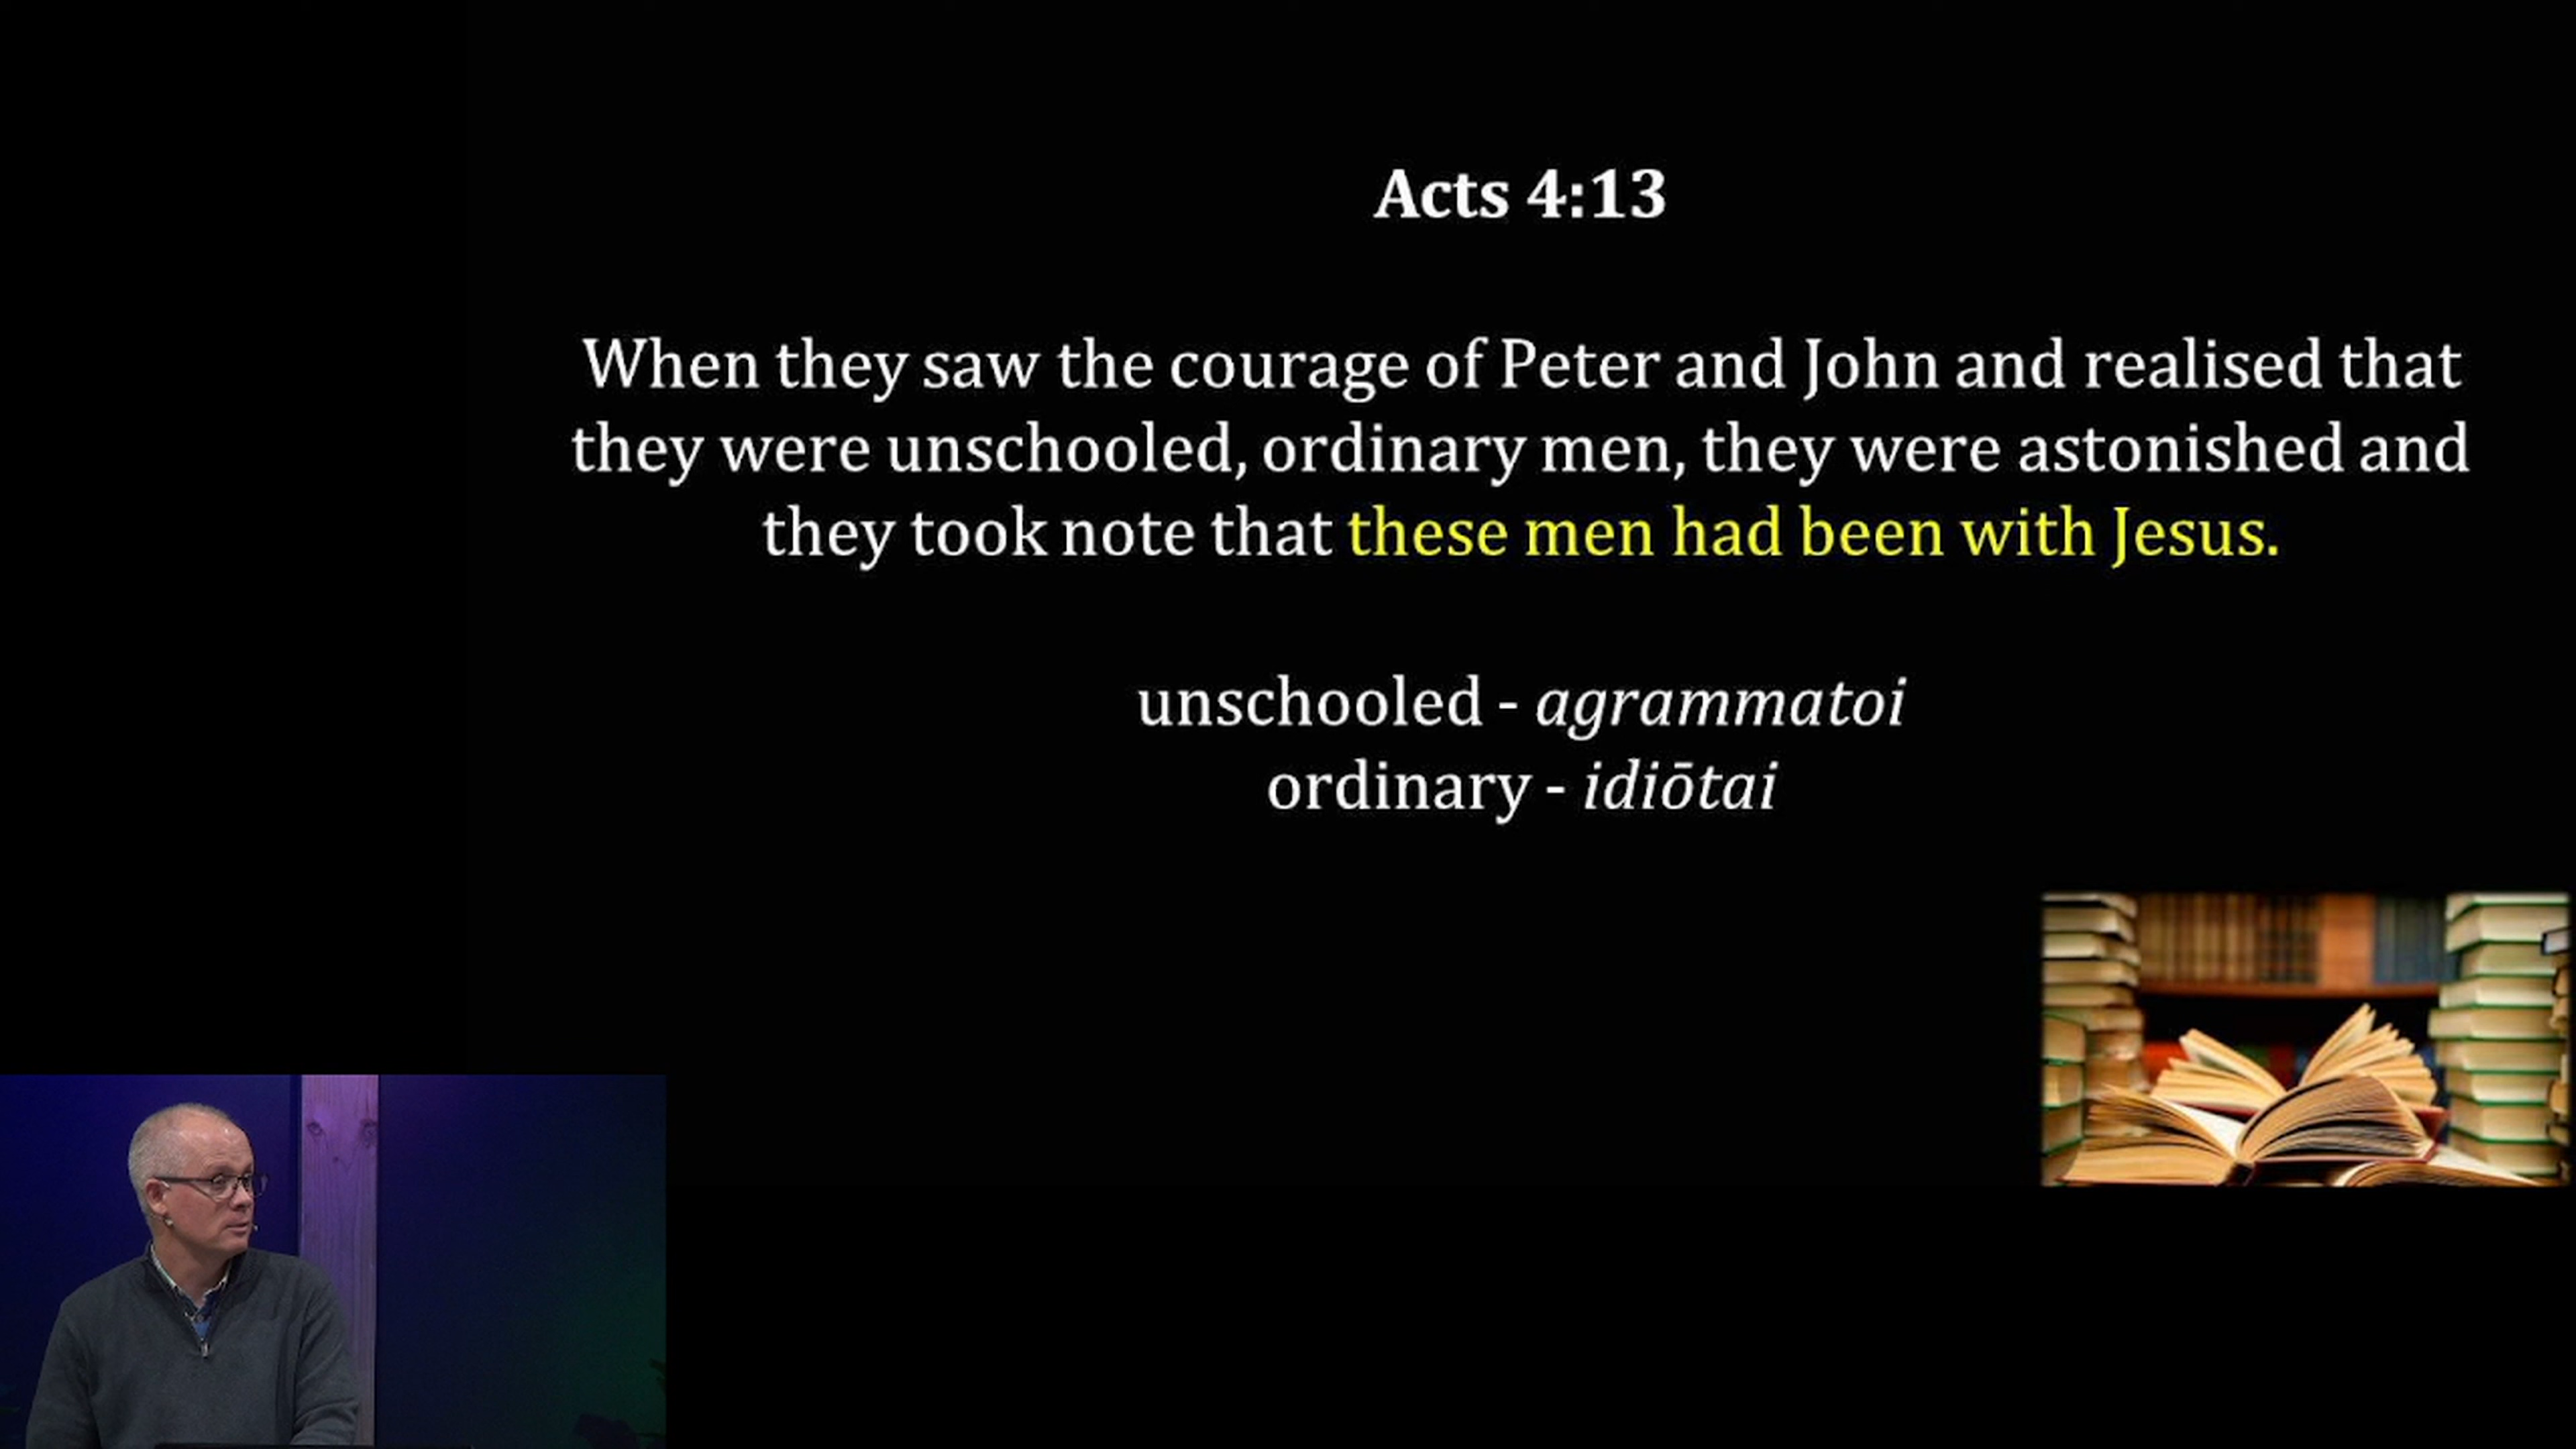 Acts 4:13
When they saw the courage of Peter and John and realised that
they were unschooled, ordinary men, they were astonished and
they took note that these men had been with Jesus.
unschooled - agrammatoi
ordinary - idiōtai